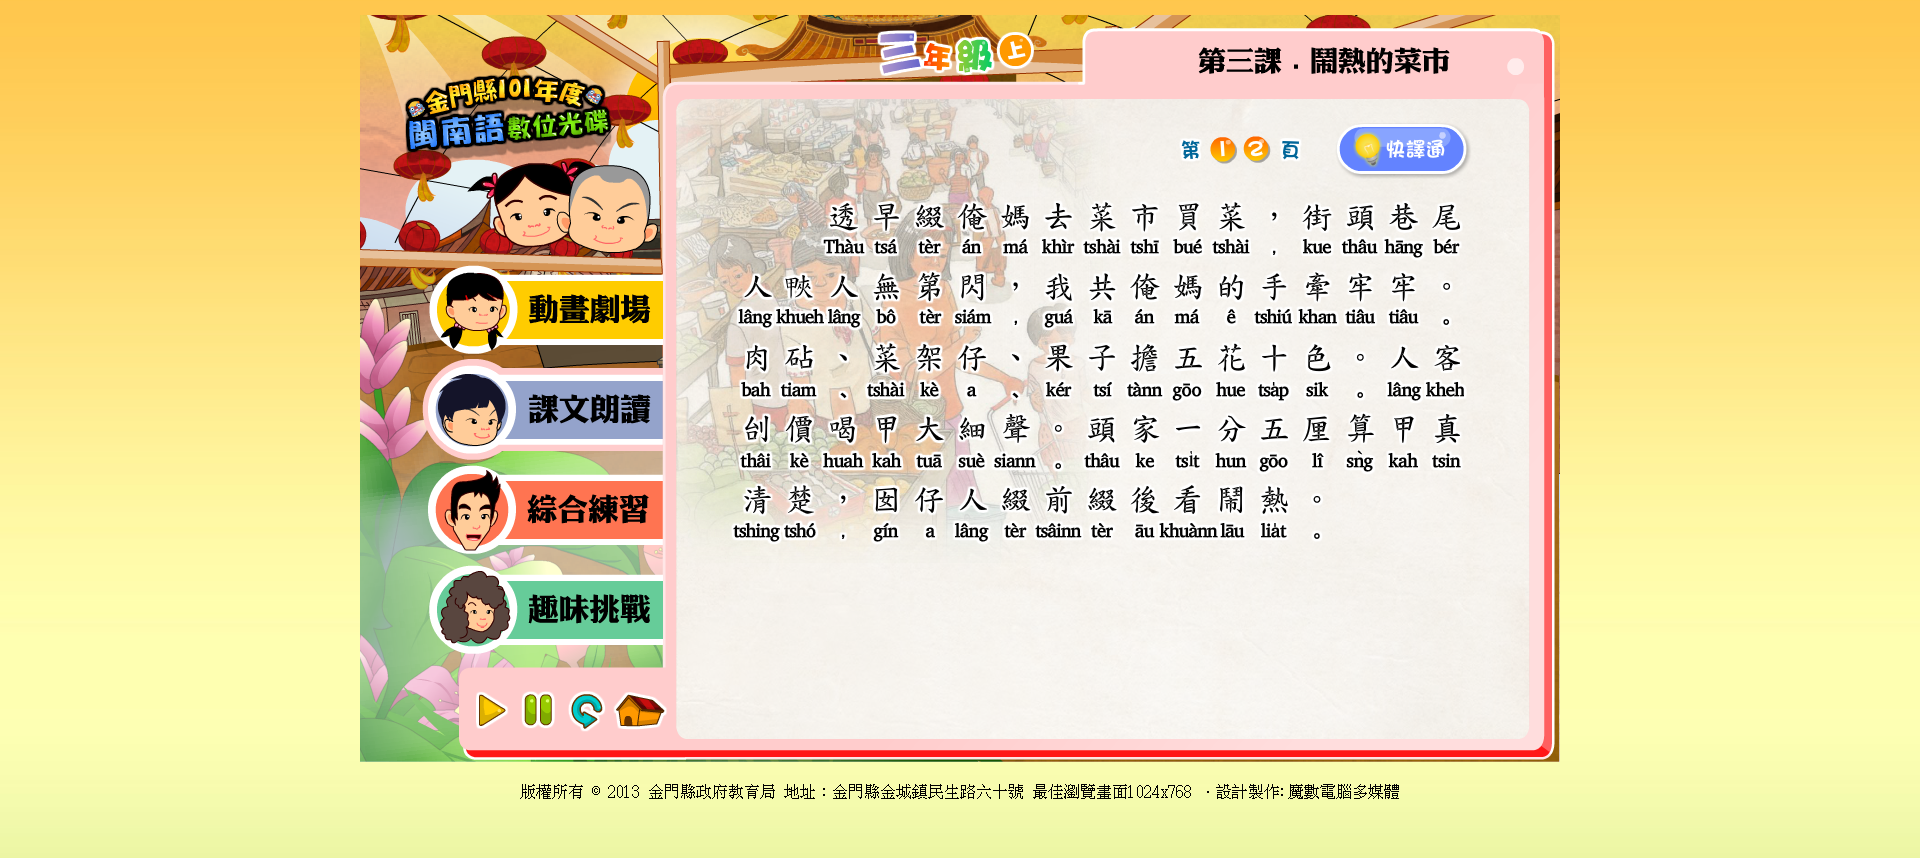 三年級 上
第三課．鬧熱的菜市
金門縣101年度
閩南語數位光碟
第 1 2 頁
快譯通
透早綴俺媽去菜市買菜，街頭巷尾
Thàu tsá tèr án má khìr tshài tshī bué tshài , kue thâu hāng bér
人𤲍人無第閃，我共俺媽的手牽牢牢。
lâng khueh lâng bô tèr siám , guá kā án má ê tshiú khan tiâu tiâu 。
肉砧、菜架仔、果子擔五花十色。人客
bah tiam 、 tshài kè a 、 kér tsí tànn gōo hue tsa̍p sik 。 lâng kheh
刣價喝甲大細聲。頭家一分五厘算甲真
thâi kè huah kah tuā suè siann 。 thâu ke tsi̍t hun gōo lî sǹg kah tsin
清楚，囡仔人綴前綴後看鬧熱。
tshing tshó , gín a lâng tèr tsâinn tèr āu khuànn lāu lia̍t 。
動畫劇場
課文朗讀
綜合練習
趣味挑戰
版權所有 © 2013 金門縣政府教育局 地址：金門縣金城鎮民生路六十號 最佳瀏覽畫面1024x768 ・設計製作: 魔數電腦多媒體